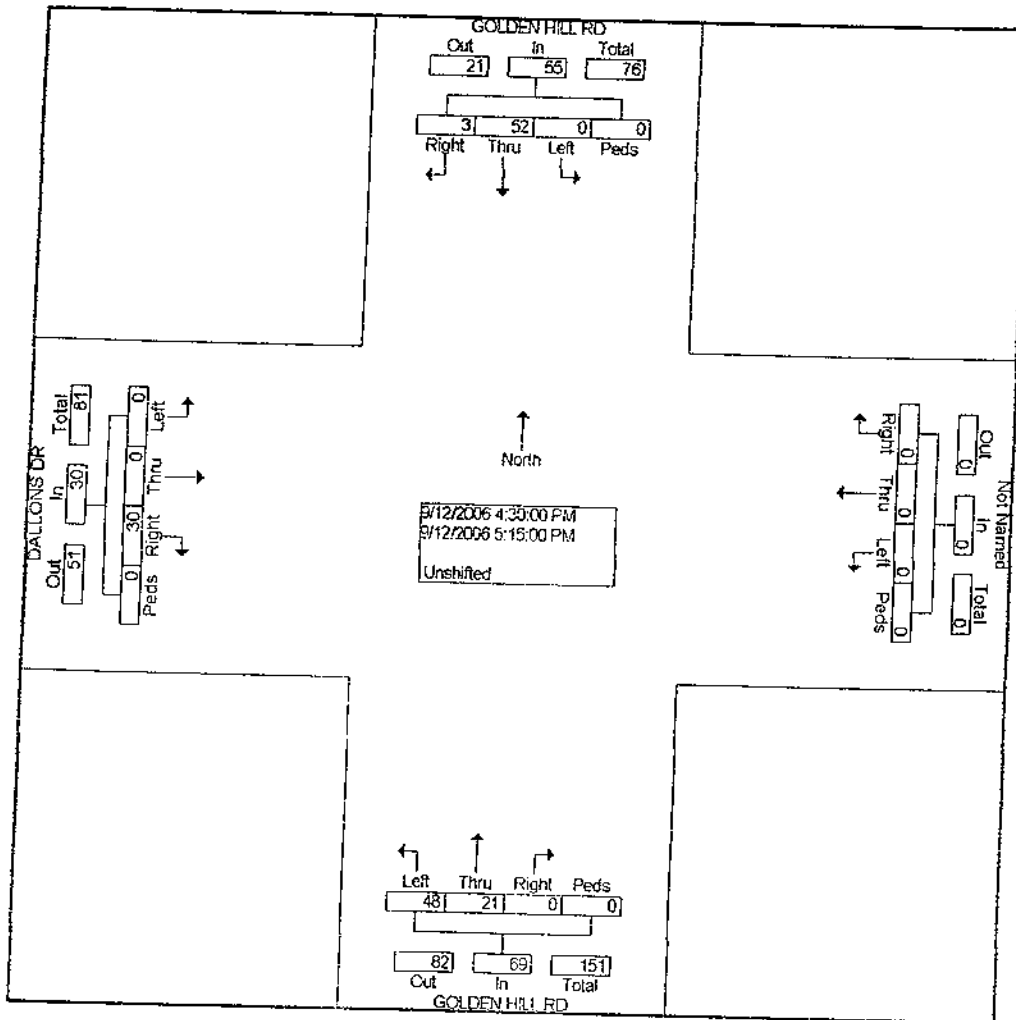 GOLDEN HILL RD
Out In Total
21 55 76
3 52 0 0
Right Thru Left Peds
DALLONS DR
Total In Out
81 30 51
0 0 30 0
Left Thru Right Peds
North
9/12/2006 4:30:00 PM
9/12/2006 5:15:00 PM
Unshifted
Right Thru Left Peds
0 0 0 0
Out In Total
0 0 0
Not Named
Left Thru Right Peds
48 21 0 0
82 69 151
Out In Total
GOLDEN HILL RD